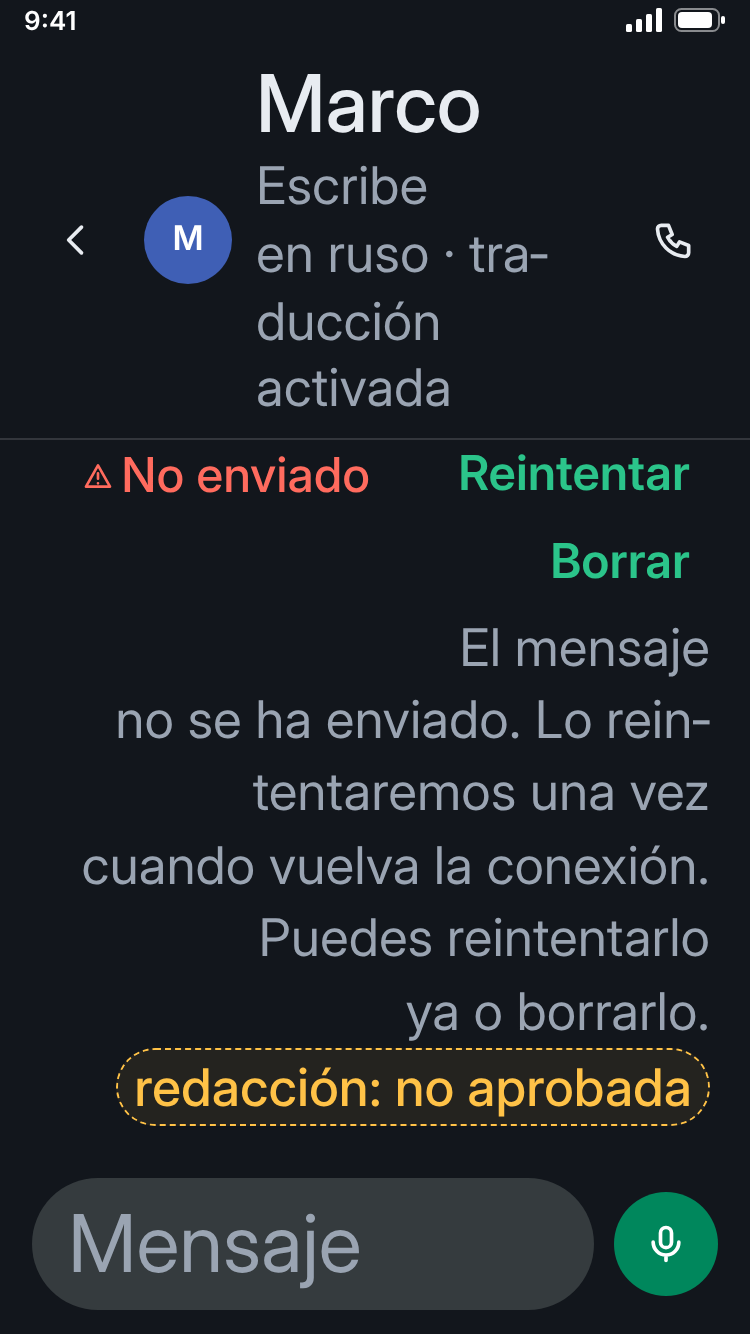 9:41
Marco
Escribe
en ruso · tra-
ducción
activada
M
No enviado
Reintentar
Borrar
El mensaje
no se ha enviado. Lo rein-
tentaremos una vez
cuando vuelva la conexión.
Puedes reintentarlo
ya o borrarlo.
redacción: no aprobada
Mensaje